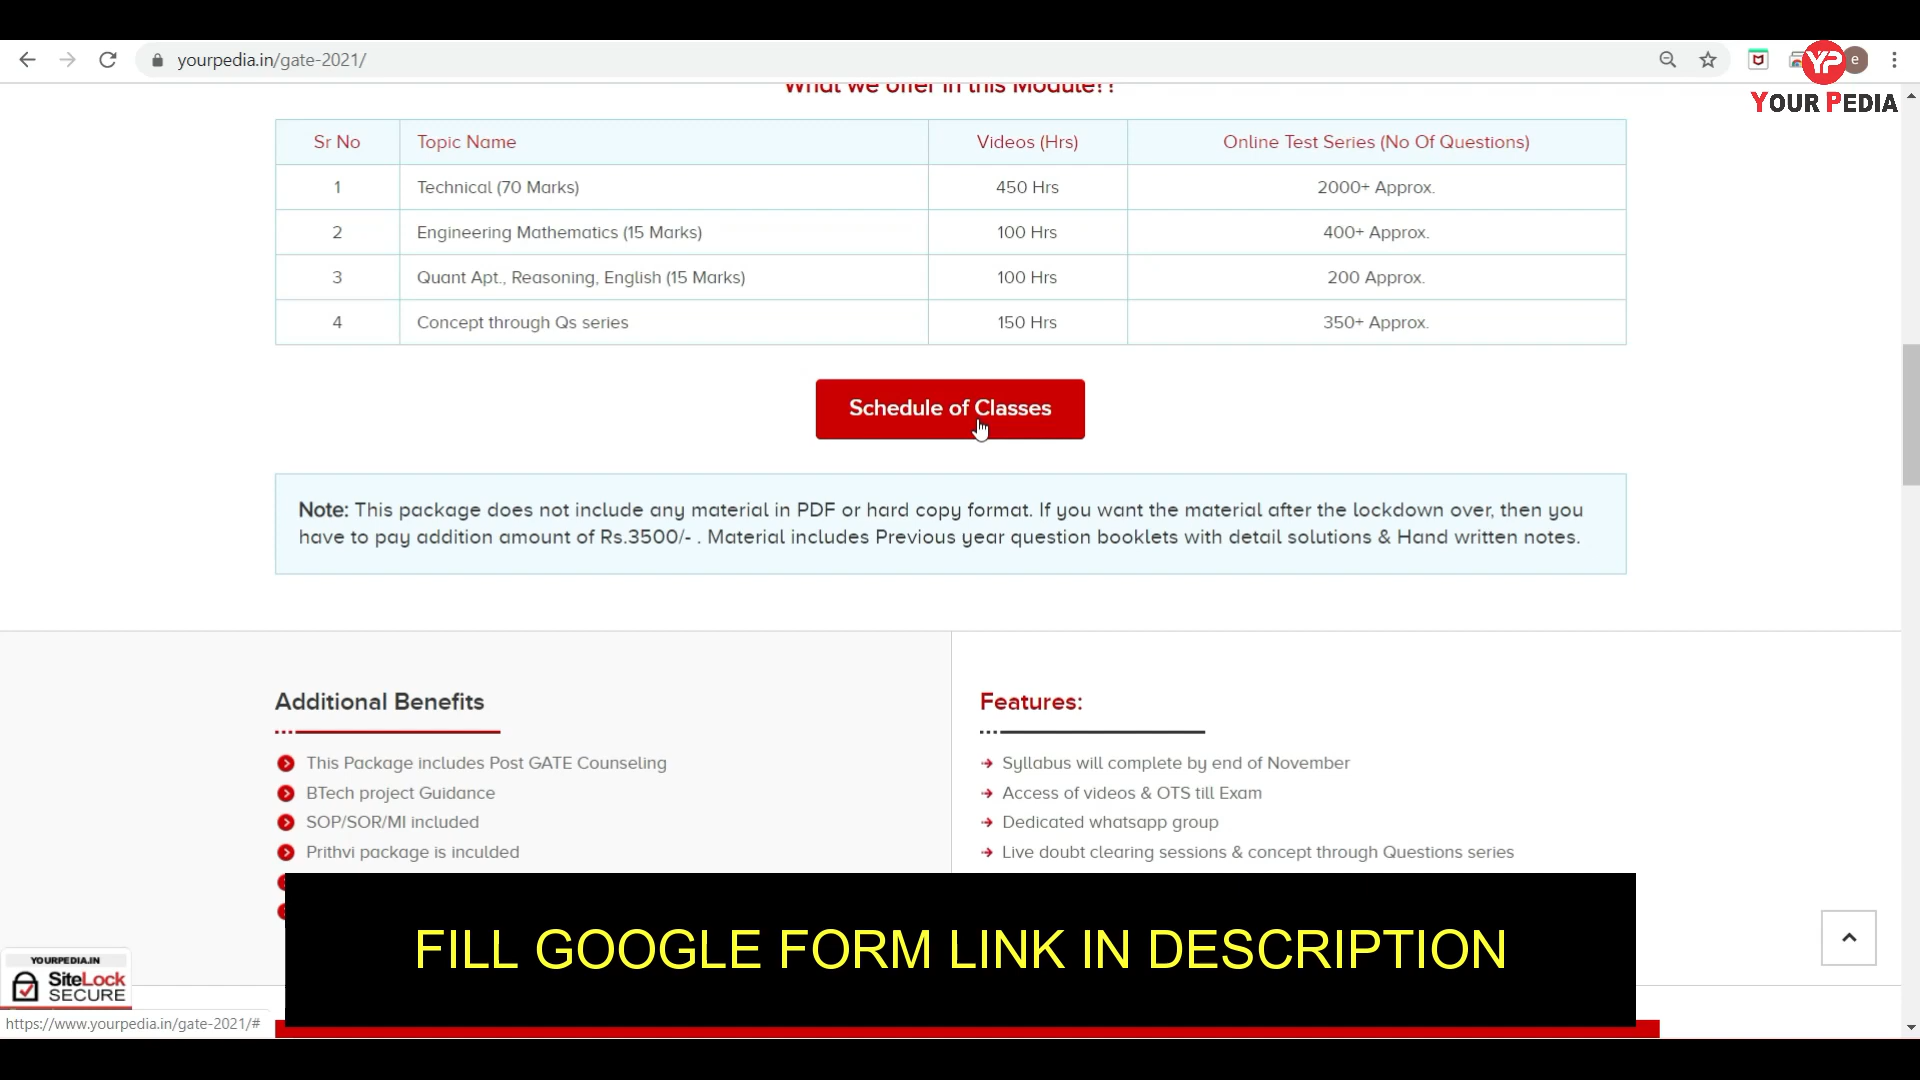 yourpedia.in/gate-2021/
YP
e
YOUR PEDIA
What we offer in this Module??
Sr No Topic Name Videos (Hrs) Online Test Series (No Of Questions)
1 Technical (70 Marks) 450 Hrs 2000+ Approx.
2 Engineering Mathematics (15 Marks) 100 Hrs 400+ Approx.
3 Quant Apt., Reasoning, English (15 Marks) 100 Hrs 200 Approx.
4 Concept through Qs series 150 Hrs 350+ Approx.
Schedule of Classes
Note: This package does not include any material in PDF or hard copy format. If you want the material after the lockdown over, then you
have to pay addition amount of Rs.3500/- . Material includes Previous year question booklets with detail solutions & Hand written notes.
Additional Benefits
This Package includes Post GATE Counseling
BTech project Guidance
SOP/SOR/MI included
Prithvi package is inculded
Features:
Syllabus will complete by end of November
Access of videos & OTS till Exam
Dedicated whatsapp group
Live doubt clearing sessions & concept through Questions series
FILL GOOGLE FORM LINK IN DESCRIPTION
YOURPEDIA.IN
SiteLock
SECURE
https://www.yourpedia.in/gate-2021/#